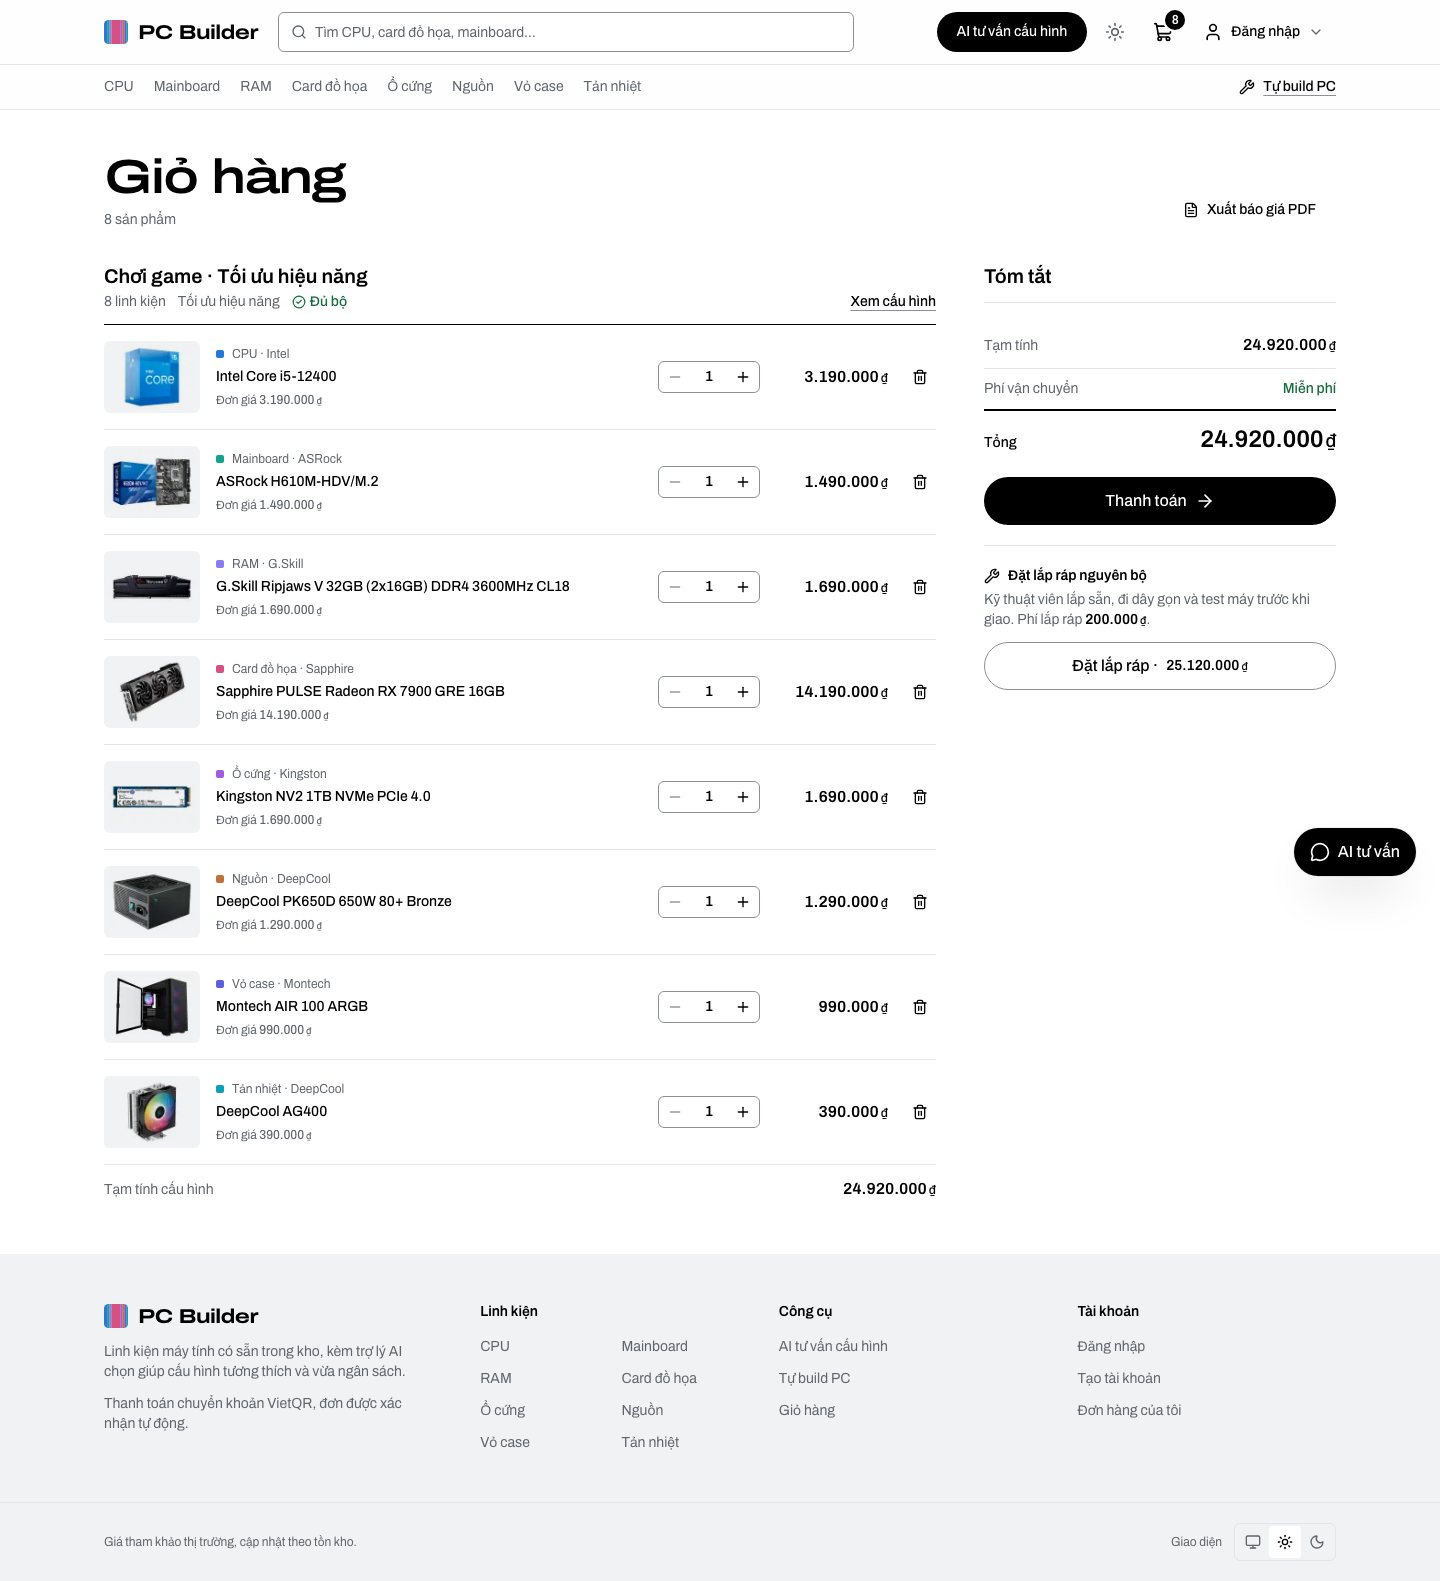 PC Builder
Tìm CPU, card đồ họa, mainboard...
AI tư vấn cấu hình
8
Đăng nhập
CPU
Mainboard
RAM
Card đồ họa
Ổ cứng
Nguồn
Vỏ case
Tản nhiệt
Tự build PC
Giỏ hàng
8 sản phẩm
Xuất báo giá PDF
Chơi game · Tối ưu hiệu năng
8 linh kiện Tối ưu hiệu năng Đủ bộ
Xem cấu hình
CPU · Intel
Intel Core i5-12400
Đơn giá 3.190.000 ₫
1
3.190.000 ₫
Mainboard · ASRock
ASRock H610M-HDV/M.2
Đơn giá 1.490.000 ₫
1
1.490.000 ₫
RAM · G.Skill
G.Skill Ripjaws V 32GB (2x16GB) DDR4 3600MHz CL18
Đơn giá 1.690.000 ₫
1
1.690.000 ₫
Card đồ họa · Sapphire
Sapphire PULSE Radeon RX 7900 GRE 16GB
Đơn giá 14.190.000 ₫
1
14.190.000 ₫
Ổ cứng · Kingston
Kingston NV2 1TB NVMe PCIe 4.0
Đơn giá 1.690.000 ₫
1
1.690.000 ₫
Nguồn · DeepCool
DeepCool PK650D 650W 80+ Bronze
Đơn giá 1.290.000 ₫
1
1.290.000 ₫
Vỏ case · Montech
Montech AIR 100 ARGB
Đơn giá 990.000 ₫
1
990.000 ₫
Tản nhiệt · DeepCool
DeepCool AG400
Đơn giá 390.000 ₫
1
390.000 ₫
Tạm tính cấu hình
24.920.000 ₫
Tóm tắt
Tạm tính
24.920.000 ₫
Phí vận chuyển
Miễn phí
Tổng
24.920.000 ₫
Thanh toán
Đặt lắp ráp nguyên bộ
Kỹ thuật viên lắp sẵn, đi dây gọn và test máy trước khi
giao. Phí lắp ráp 200.000 ₫.
Đặt lắp ráp · 25.120.000 ₫
AI tư vấn
PC Builder
Linh kiện máy tính có sẵn trong kho, kèm trợ lý AI
chọn giúp cấu hình tương thích và vừa ngân sách.
Thanh toán chuyển khoản VietQR, đơn được xác
nhận tự động.
Linh kiện
CPU
Mainboard
RAM
Card đồ họa
Ổ cứng
Nguồn
Vỏ case
Tản nhiệt
Công cụ
AI tư vấn cấu hình
Tự build PC
Giỏ hàng
Tài khoản
Đăng nhập
Tạo tài khoản
Đơn hàng của tôi
Giá tham khảo thị trường, cập nhật theo tồn kho.
Giao diện